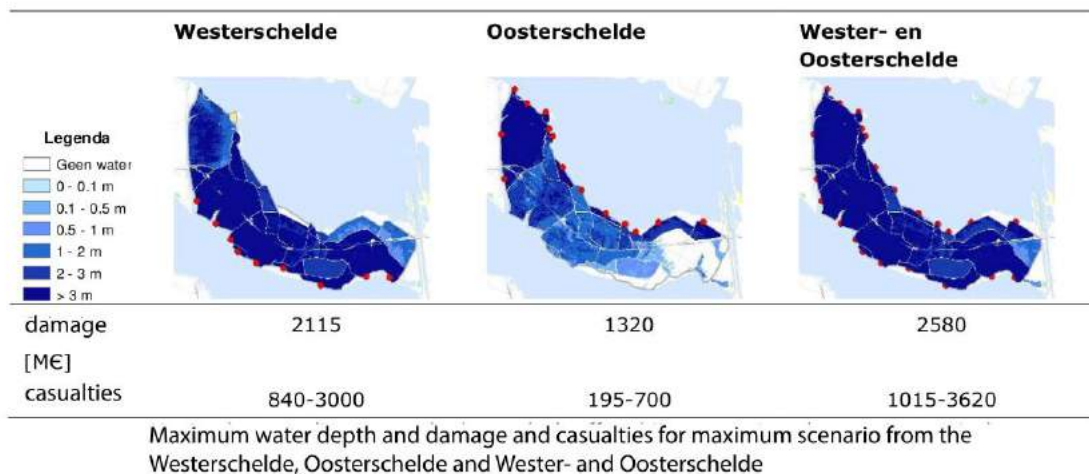 Westerschelde Oosterschelde Wester- en
Oosterschelde
Legenda
Geen water
0 - 0.1 m
0.1 - 0.5 m
0.5 - 1 m
1 - 2 m
2 - 3 m
> 3 m
damage 2115 1320 2580
[M€]
casualties 840-3000 195-700 1015-3620
Maximum water depth and damage and casualties for maximum scenario from the
Westerschelde, Oosterschelde and Wester- and Oosterschelde